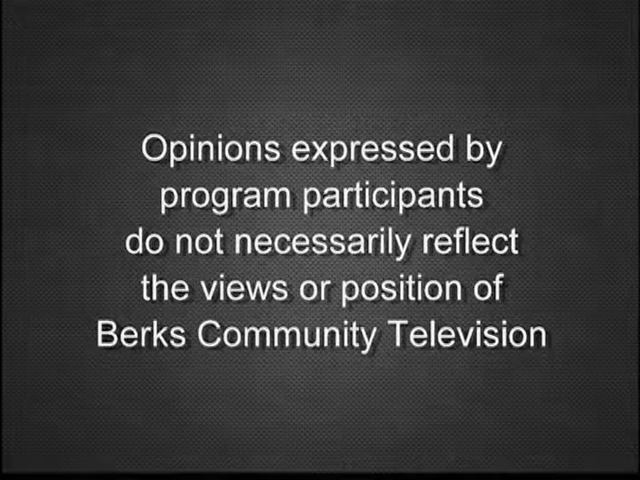 Opinions expressed by
program participants
do not necessarily reflect
the views or position of
Berks Community Television